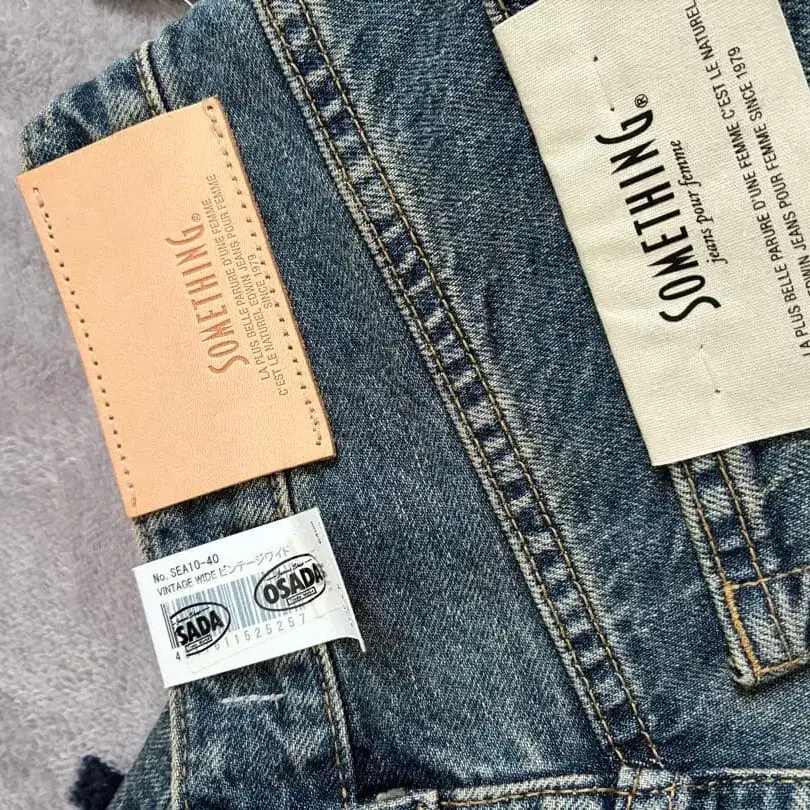 SOMETHING®
LA PLUS BELLE PARURE D'UNE FEMME
C'EST LE NATUREL EDWIN JEANS POUR FEMME
SINCE 1979
SOMETHING®
jeans pour femme
LA PLUS BELLE PARURE D'UNE FEMME C'EST LE NATUREL
EDWIN JEANS POUR FEMME SINCE 1979
No. SEA10-40
VINTAGE WIDE ビンテージワイド
OSADA
SADA
4 611525257